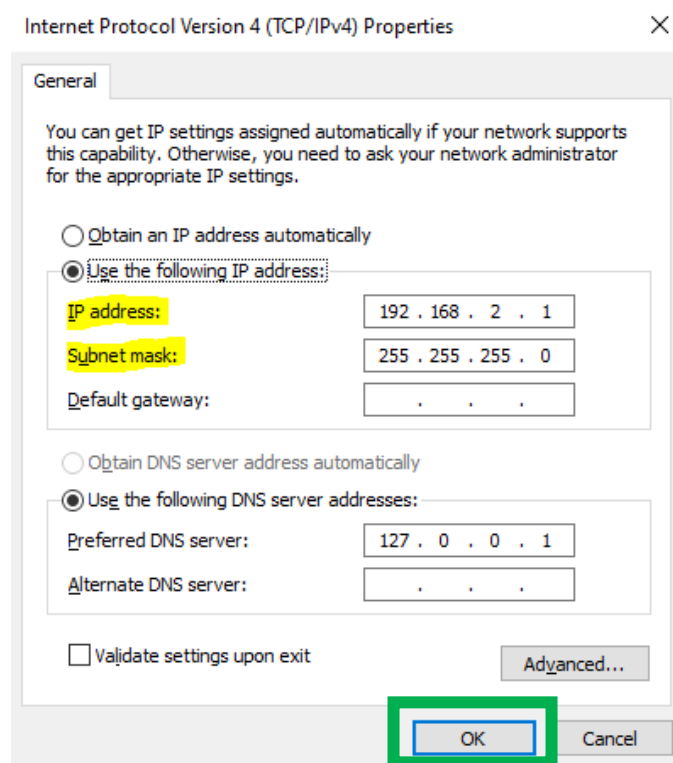 Internet Protocol Version 4 (TCP/IPv4) Properties
General
You can get IP settings assigned automatically if your network supports
this capability. Otherwise, you need to ask your network administrator
for the appropriate IP settings.
Obtain an IP address automatically
Use the following IP address:
IP address: 192 . 168 . 2 . 1
Subnet mask: 255 . 255 . 255 . 0
Default gateway: . . .
Obtain DNS server address automatically
Use the following DNS server addresses:
Preferred DNS server: 127 . 0 . 0 . 1
Alternate DNS server: . . .
Validate settings upon exit
Advanced...
OK Cancel